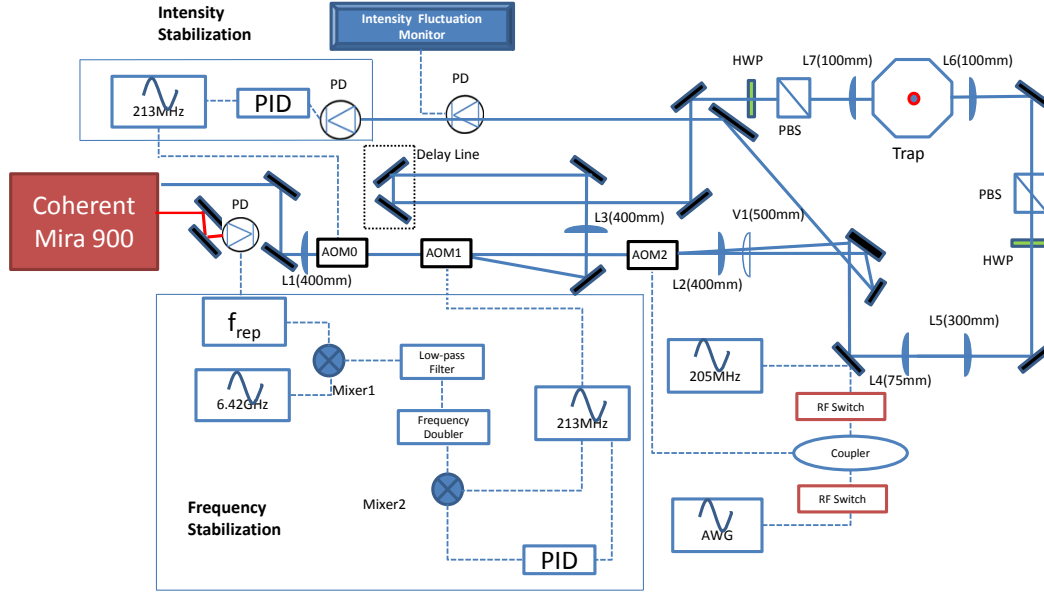 Intensity
Stabilization
Intensity Fluctuation
Monitor
213MHz
PID
PD
PD
HWP
PBS
L7(100mm)
L6(100mm)
Trap
Delay Line
Coherent
Mira 900
PD
L1(400mm)
AOM0
AOM1
L3(400mm)
AOM2
L2(400mm)
V1(500mm)
PBS
HWP
f_rep
6.42GHz
Mixer1
Low-pass
Filter
Frequency
Doubler
213MHz
Mixer2
PID
Frequency
Stabilization
205MHz
L4(75mm)
L5(300mm)
RF Switch
Coupler
RF Switch
AWG